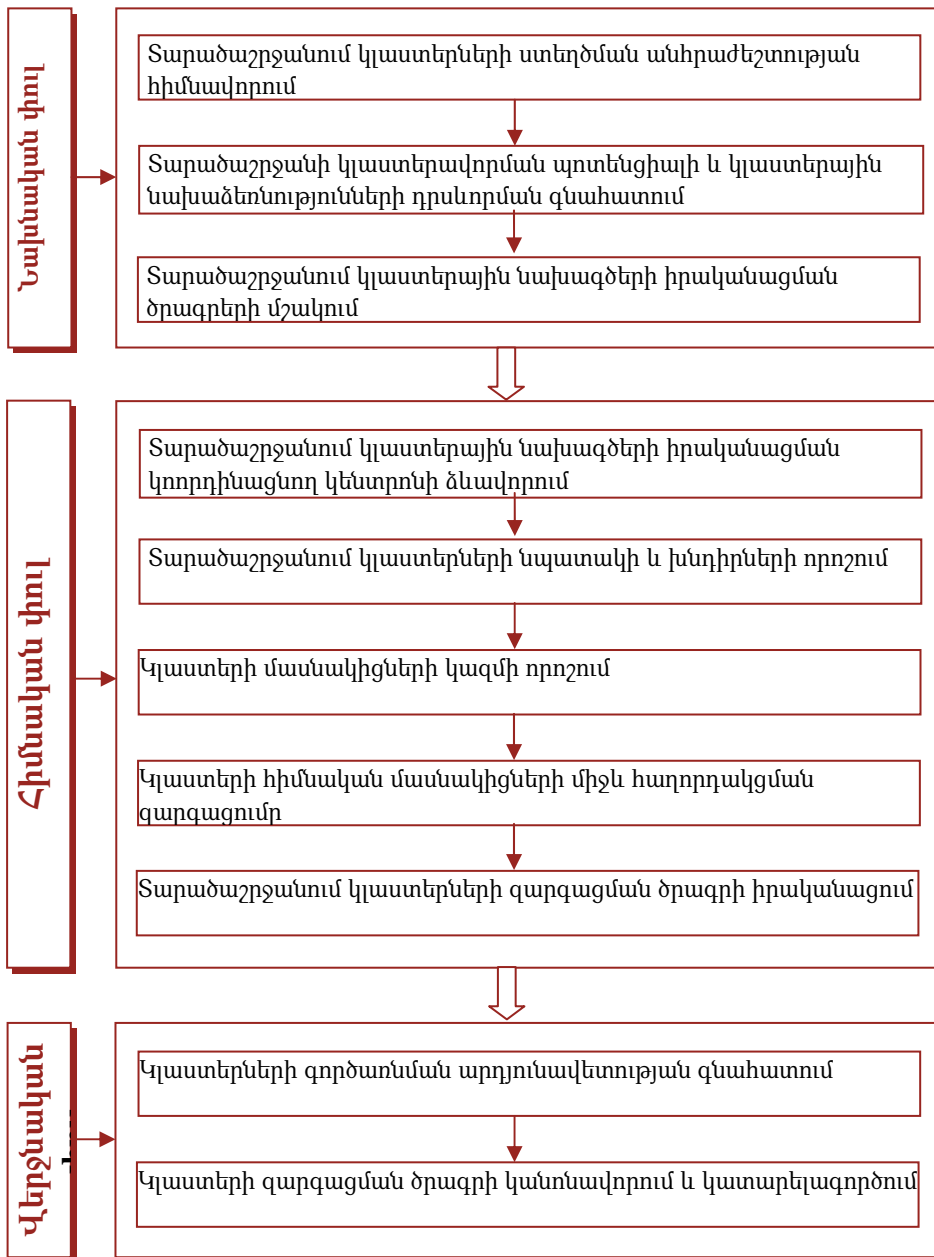 Նախնական փուլ
Տարածաշրջանում կլաստերների ստեղծման անհրաժեշտության
հիմնավորում
Տարածաշրջանի կլաստերավորման պոտենցիալի և կլաստերային
նախաձեռնությունների դրսևորման գնահատում
Տարածաշրջանում կլաստերային նախագծերի իրականացման
ծրագրերի մշակում
Հիմնական փուլ
Տարածաշրջանում կլաստերային նախագծերի իրականացման
կոորդինացնող կենտրոնի ձևավորում
Տարածաշրջանում կլաստերների նպատակի և խնդիրների որոշում
Կլաստերի մասնակիցների կազմի որոշում
Կլաստերի հիմնական մասնակիցների միջև հաղորդակցման
զարգացումը
Տարածաշրջանում կլաստերների զարգացման ծրագրի իրականացում
Վերջնական
Կլաստերների գործառնման արդյունավետության գնահատում
Կլաստերի զարգացման ծրագրի կանոնավորում և կատարելագործում